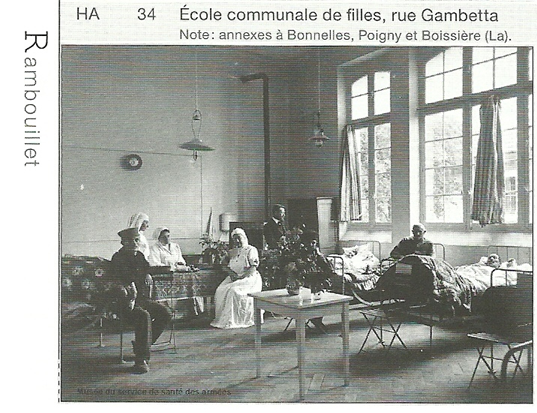 HA 34 École communale de filles, rue Gambetta
Note: annexes à Bonnelles, Poigny et Boissière (La).
Rambouillet
du service de santé des armées